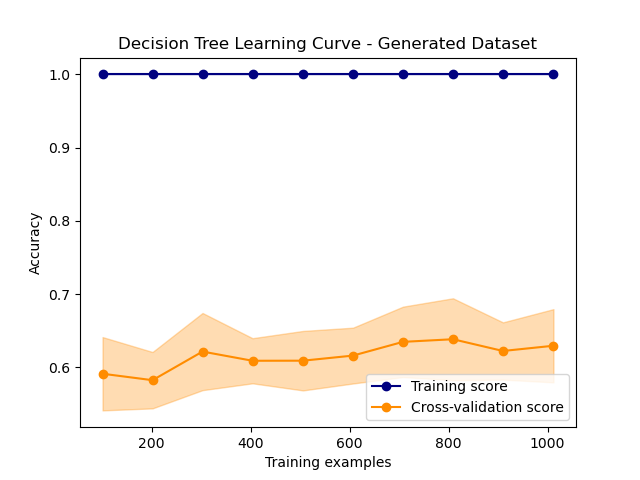 Decision Tree Learning Curve - Generated Dataset
1.0
0.9
0.8
0.7
0.6
Accuracy
Training score
Cross-validation score
200
400
600
800
1000
Training examples